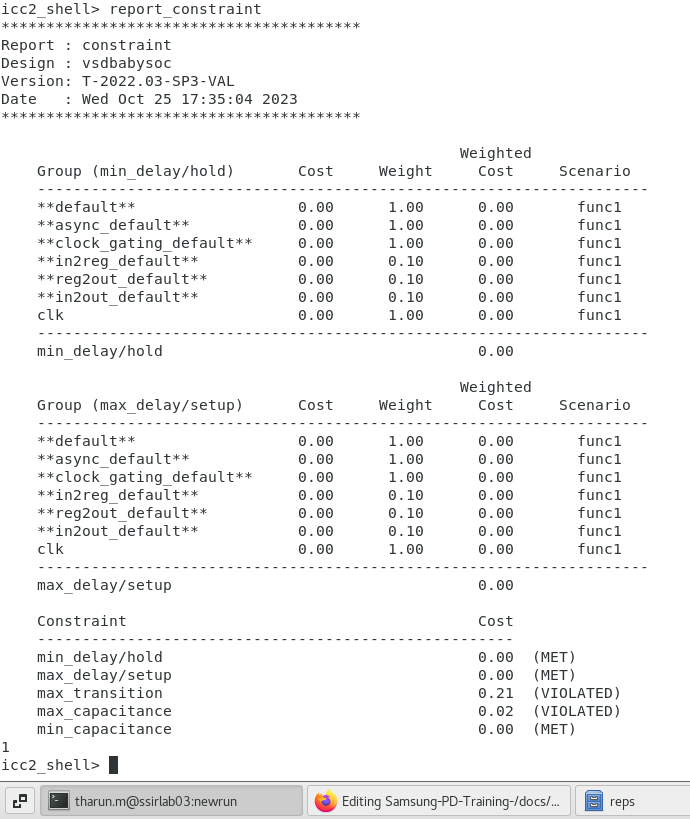 icc2_shell> report_constraint
****************************************
Report : constraint
Design : vsdbabysoc
Version: T-2022.03-SP3-VAL
Date   : Wed Oct 25 17:35:04 2023
****************************************
                                                   Weighted
    Group (min_delay/hold)       Cost     Weight     Cost     Scenario
    --------------------------------------------------------------------
    **default**                  0.00      1.00      0.00       func1
    **async_default**            0.00      1.00      0.00       func1
    **clock_gating_default**     0.00      1.00      0.00       func1
    **in2reg_default**           0.00      0.10      0.00       func1
    **reg2out_default**          0.00      0.10      0.00       func1
    **in2out_default**           0.00      0.10      0.00       func1
    clk                          0.00      1.00      0.00       func1
    --------------------------------------------------------------------
    min_delay/hold                                   0.00
                                                   Weighted
    Group (max_delay/setup)      Cost     Weight     Cost     Scenario
    --------------------------------------------------------------------
    **default**                  0.00      1.00      0.00       func1
    **async_default**            0.00      1.00      0.00       func1
    **clock_gating_default**     0.00      1.00      0.00       func1
    **in2reg_default**           0.00      0.10      0.00       func1
    **reg2out_default**          0.00      0.10      0.00       func1
    **in2out_default**           0.00      0.10      0.00       func1
    clk                          0.00      1.00      0.00       func1
    --------------------------------------------------------------------
    max_delay/setup                                  0.00
    Constraint                                       Cost
    -----------------------------------------------------
    min_delay/hold                                   0.00  (MET)
    max_delay/setup                                  0.00  (MET)
    max_transition                                   0.21  (VIOLATED)
    max_capacitance                                  0.02  (VIOLATED)
    min_capacitance                                  0.00  (MET)
1
icc2_shell>
tharun.m@ssirlab03:newrun
Editing Samsung-PD-Training-/docs/...
reps